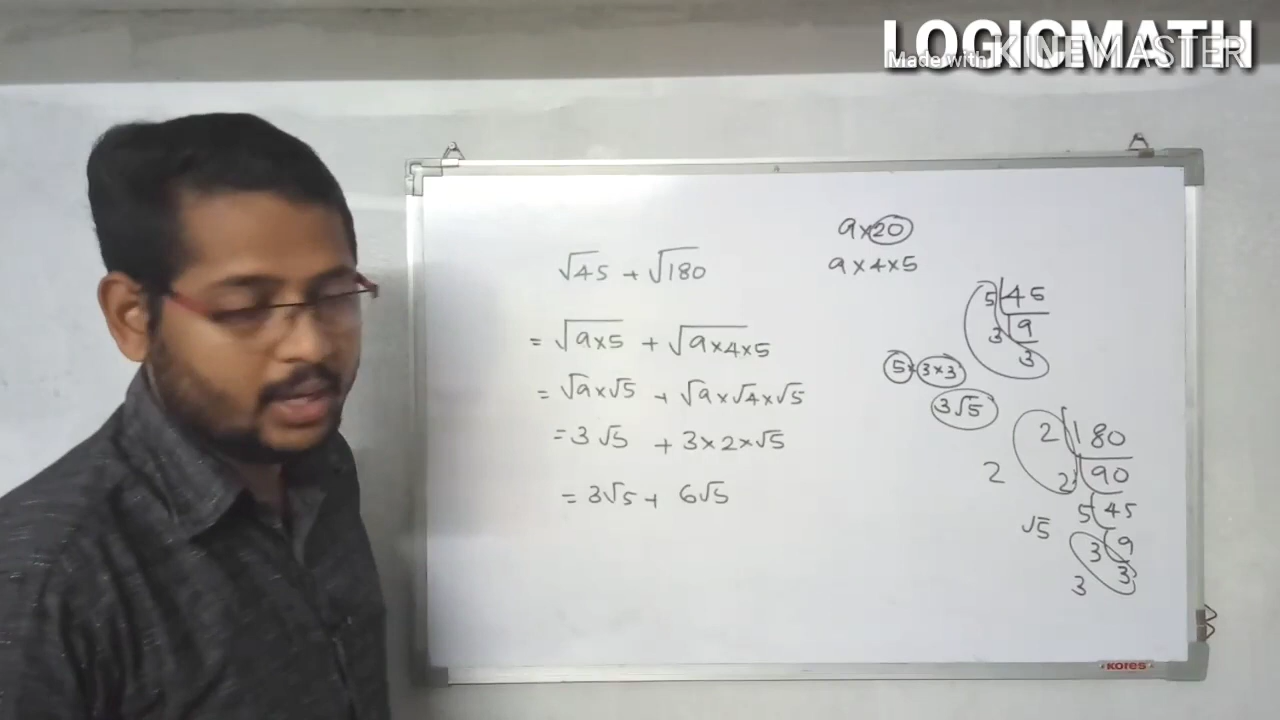 LOGICMATH
Made with KINEMASTER
√45 + √180
= √9×5 + √9×4×5
= √9×√5 + √9×√4×√5
= 3√5 + 3×2×√5
= 3√5 + 6√5
9×20
9×4×5
5 45
3 9
3
5×3×3
3√5
2 180
2 90
5 45
3 9
3
2
√5
3
KORES